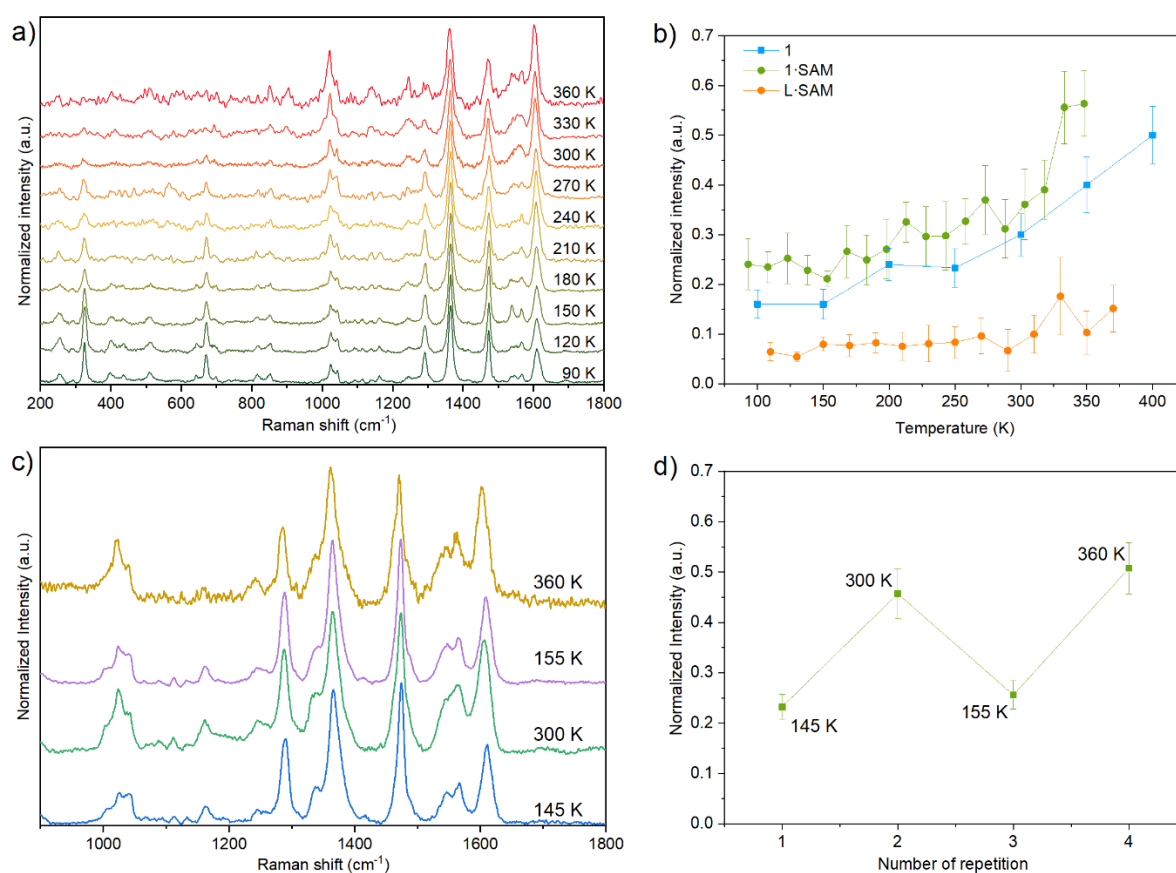 a)
360 K
330 K
300 K
270 K
240 K
210 K
180 K
150 K
120 K
90 K
200 400 600 800 1000 1200 1400 1600 1800
Raman shift (cm⁻¹)
Normalized intensity (a.u.)
b)
1
1·SAM
L·SAM
0.7
0.6
0.5
0.4
0.3
0.2
0.1
0.0
100 150 200 250 300 350 400
Temperature (K)
Normalized intensity (a.u.)
c)
360 K
155 K
300 K
145 K
1000 1200 1400 1600 1800
Raman shift (cm⁻¹)
Normalized Intensity (a.u.)
d)
0.7
0.6
0.5
0.4
0.3
0.2
0.1
0.0
300 K
360 K
145 K
155 K
1 2 3 4
Number of repetition
Normalized Intensity (a.u.)